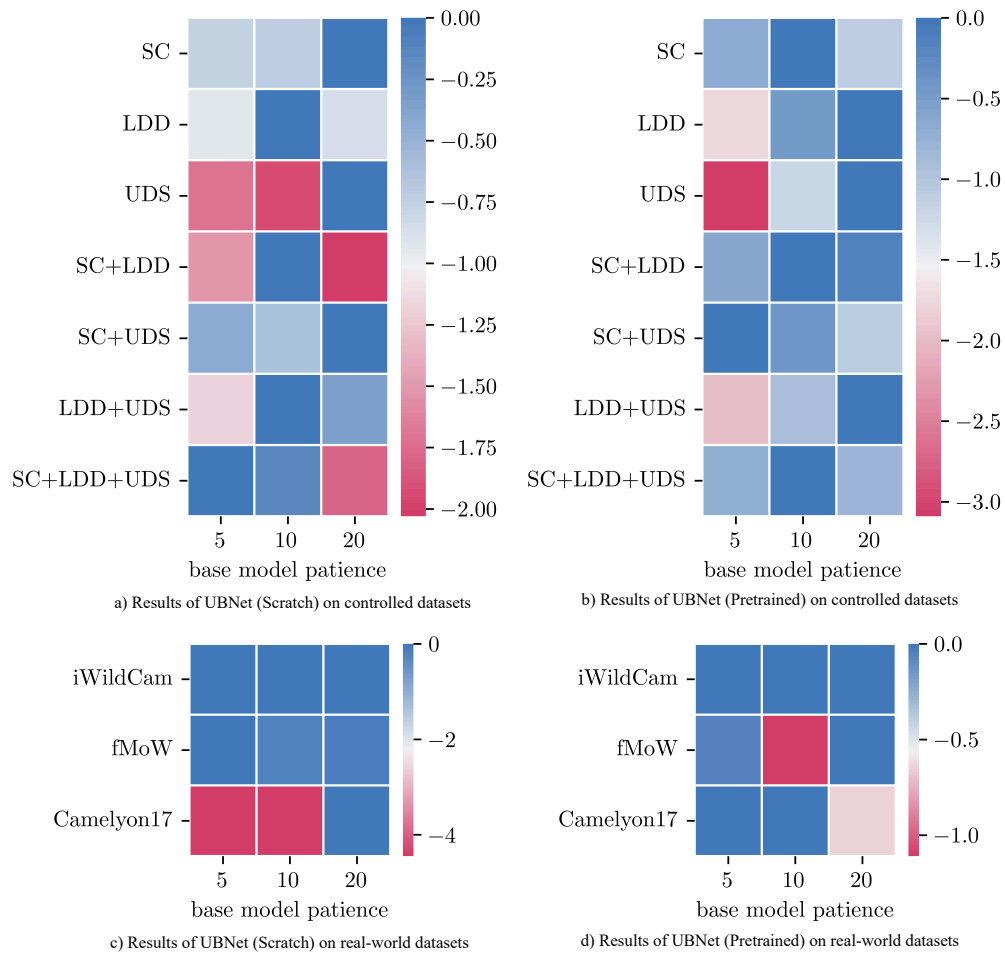 SC
LDD
UDS
SC+LDD
SC+UDS
LDD+UDS
SC+LDD+UDS
5 10 20
base model patience
0.00
−0.25
−0.50
−0.75
−1.00
−1.25
−1.50
−1.75
−2.00
a) Results of UBNet (Scratch) on controlled datasets
SC
LDD
UDS
SC+LDD
SC+UDS
LDD+UDS
SC+LDD+UDS
5 10 20
base model patience
0.0
−0.5
−1.0
−1.5
−2.0
−2.5
−3.0
b) Results of UBNet (Pretrained) on controlled datasets
iWildCam
fMoW
Camelyon17
5 10 20
base model patience
0
−2
−4
c) Results of UBNet (Scratch) on real-world datasets
iWildCam
fMoW
Camelyon17
5 10 20
base model patience
0.0
−0.5
−1.0
d) Results of UBNet (Pretrained) on real-world datasets